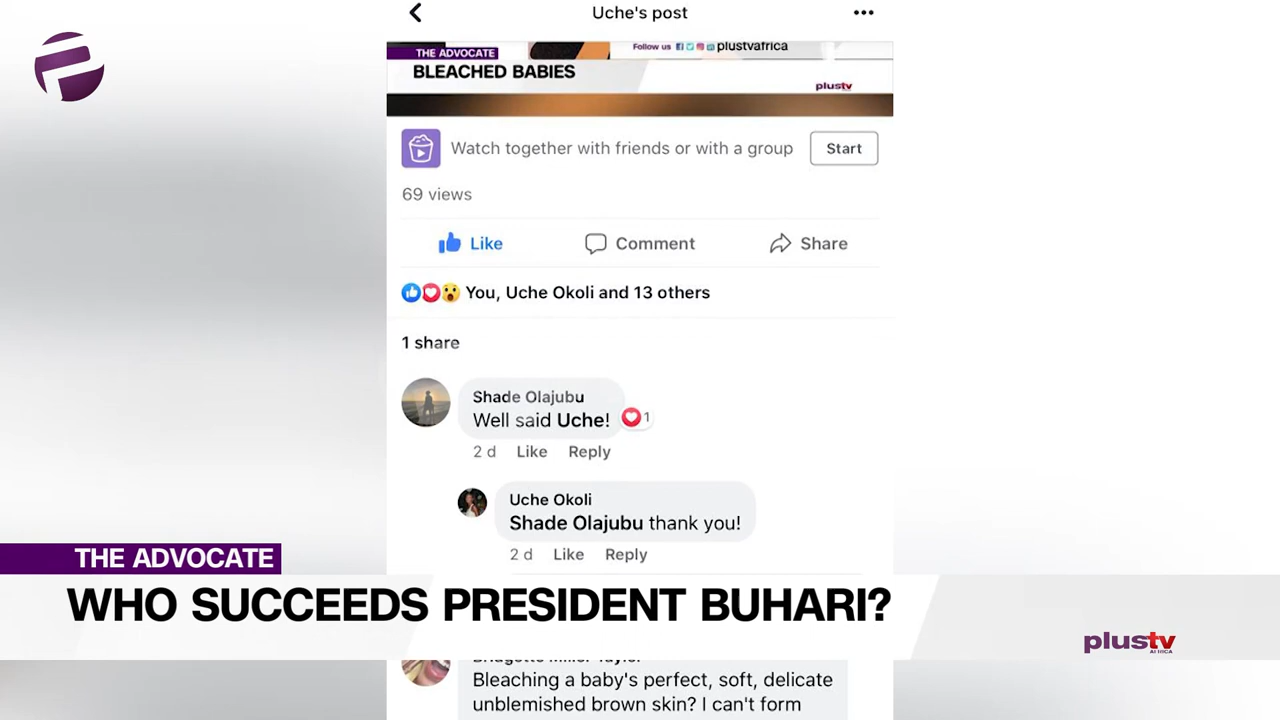 Uche's post
THE ADVOCATE
Follow us
plustvafrica
BLEACHED BABIES
plustv
Watch together with friends or with a group
Start
69 views
Like
Comment
Share
You, Uche Okoli and 13 others
1 share
Shade Olajubu
Well said Uche!
1
2 d Like Reply
Uche Okoli
Shade Olajubu thank you!
2 d Like Reply
THE ADVOCATE
WHO SUCCEEDS PRESIDENT BUHARI?
plustv
AFRICA
Bleaching a baby's perfect, soft, delicate
unblemished brown skin? I can't form